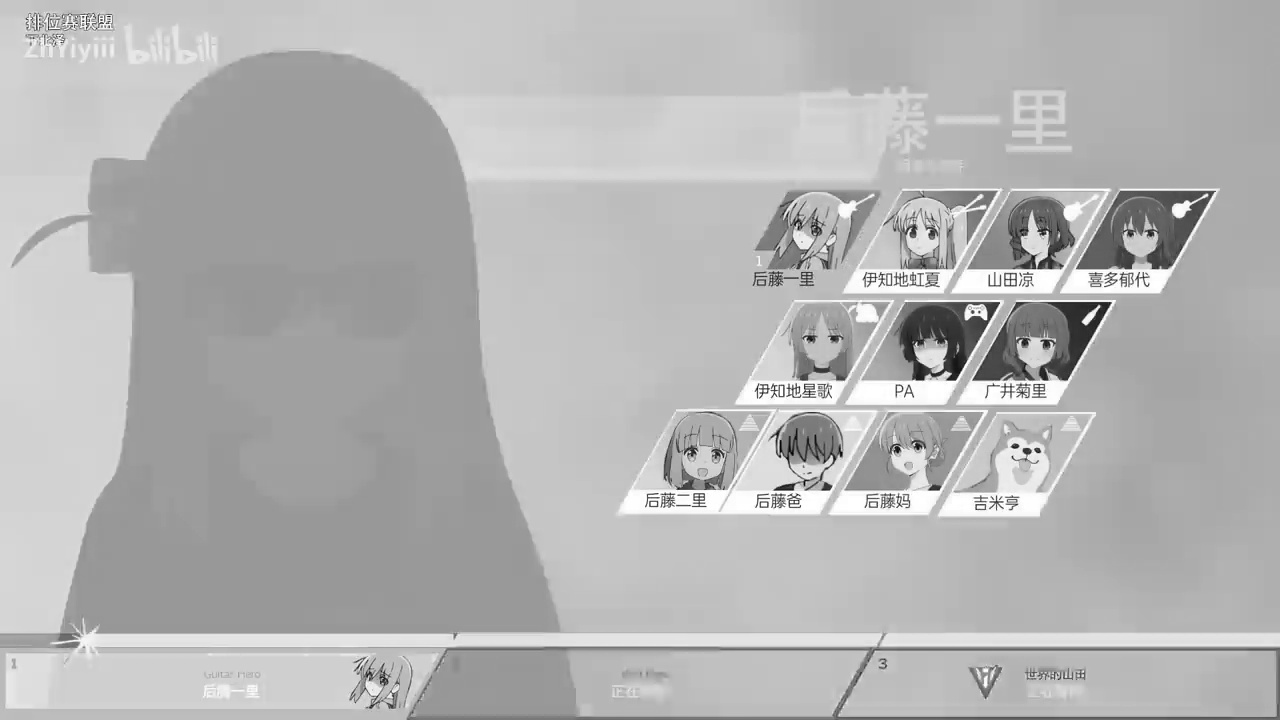 排位赛联盟
ZhYiyiii bilibili
后藤一里
1
后藤一里
伊知地虹夏
山田凉
喜多郁代
伊知地星歌
PA
广井菊里
后藤二里
后藤爸
后藤妈
吉米亨
1
Guitar Hero
后藤一里
正在
3
世界的山田